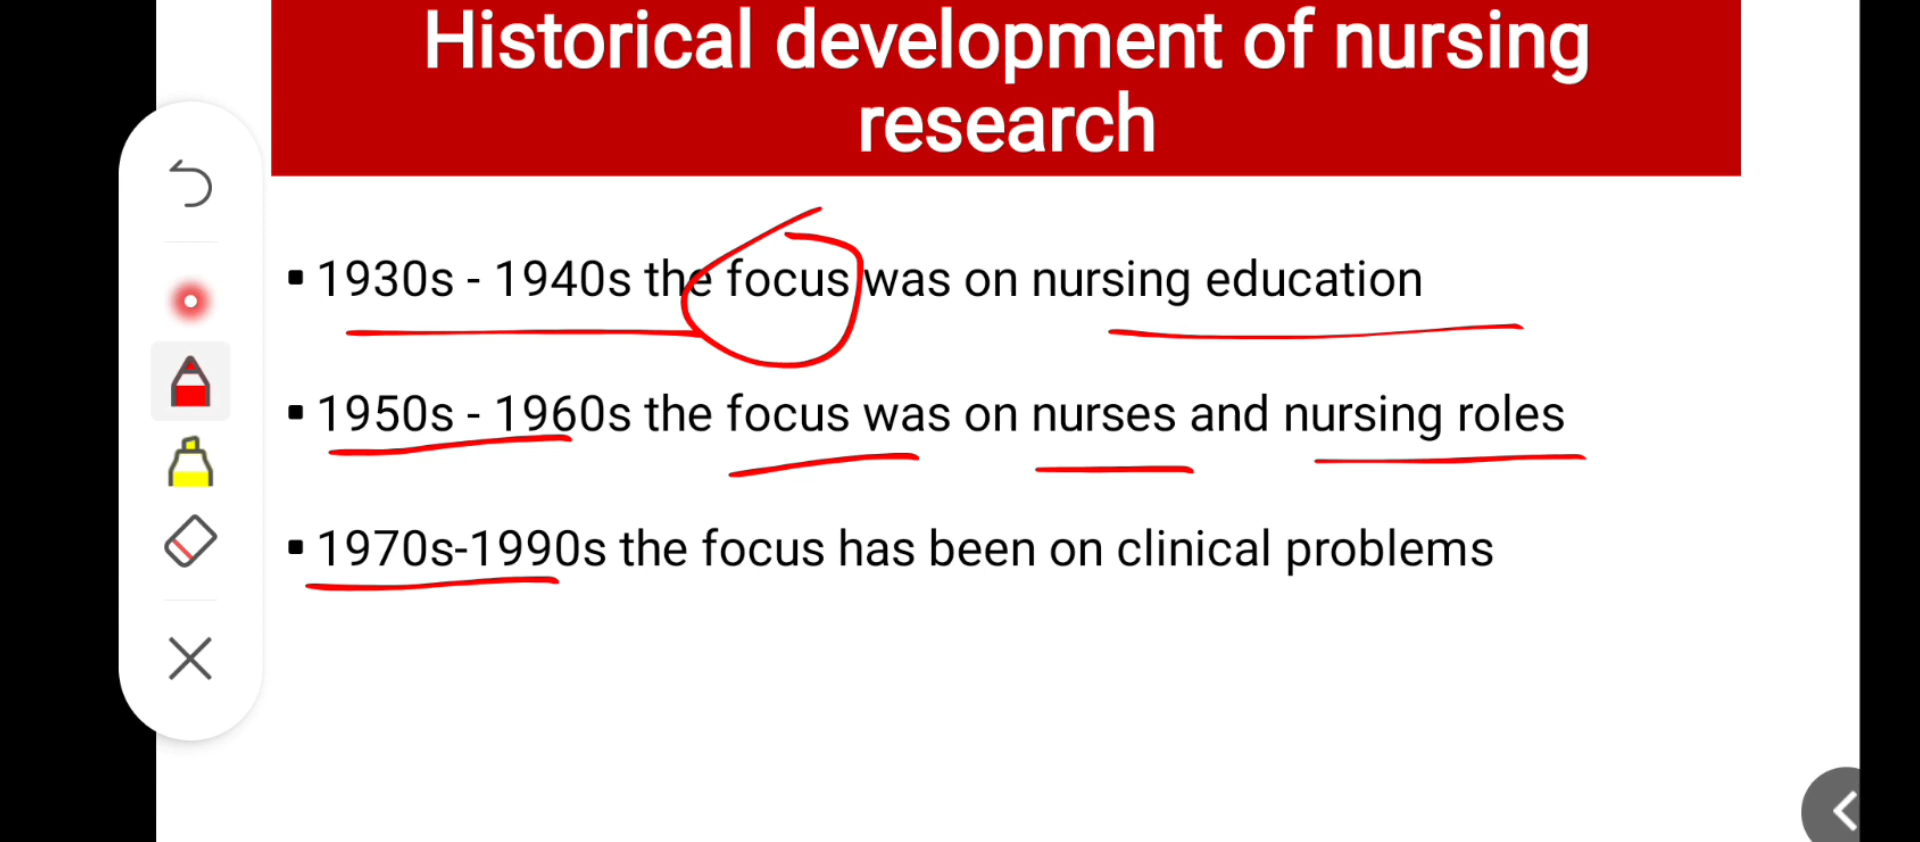 Historical development of nursing
research
▪ 1930s - 1940s the focus was on nursing education
▪ 1950s - 1960s the focus was on nurses and nursing roles
▪ 1970s-1990s the focus has been on clinical problems